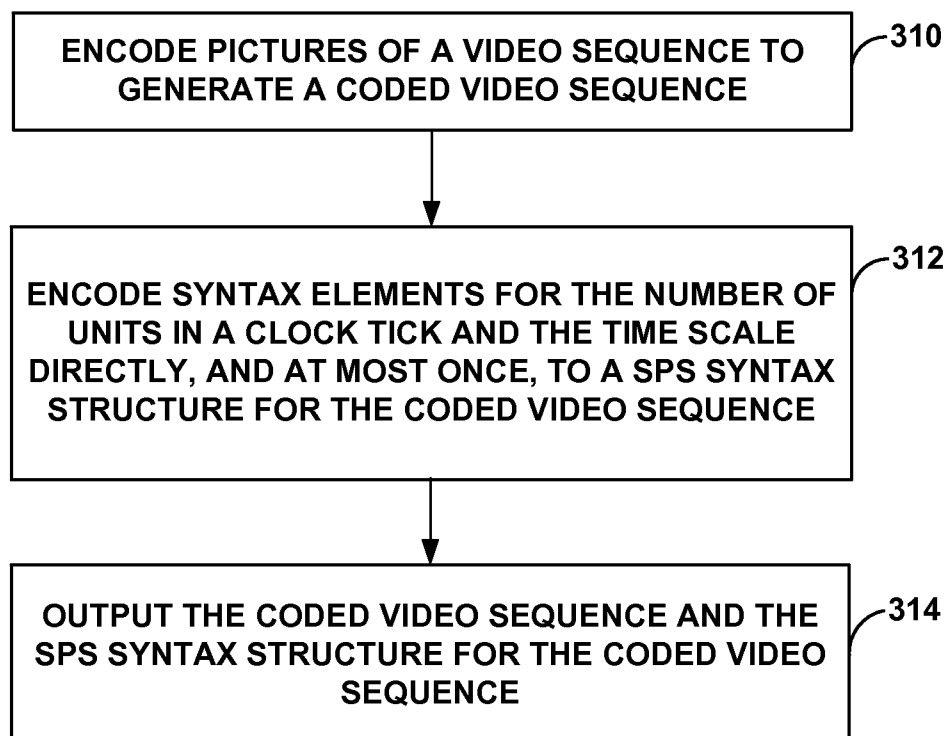 ENCODE PICTURES OF A VIDEO SEQUENCE TO
GENERATE A CODED VIDEO SEQUENCE
310
ENCODE SYNTAX ELEMENTS FOR THE NUMBER OF
UNITS IN A CLOCK TICK AND THE TIME SCALE
DIRECTLY, AND AT MOST ONCE, TO A SPS SYNTAX
STRUCTURE FOR THE CODED VIDEO SEQUENCE
312
OUTPUT THE CODED VIDEO SEQUENCE AND THE
SPS SYNTAX STRUCTURE FOR THE CODED VIDEO
SEQUENCE
314